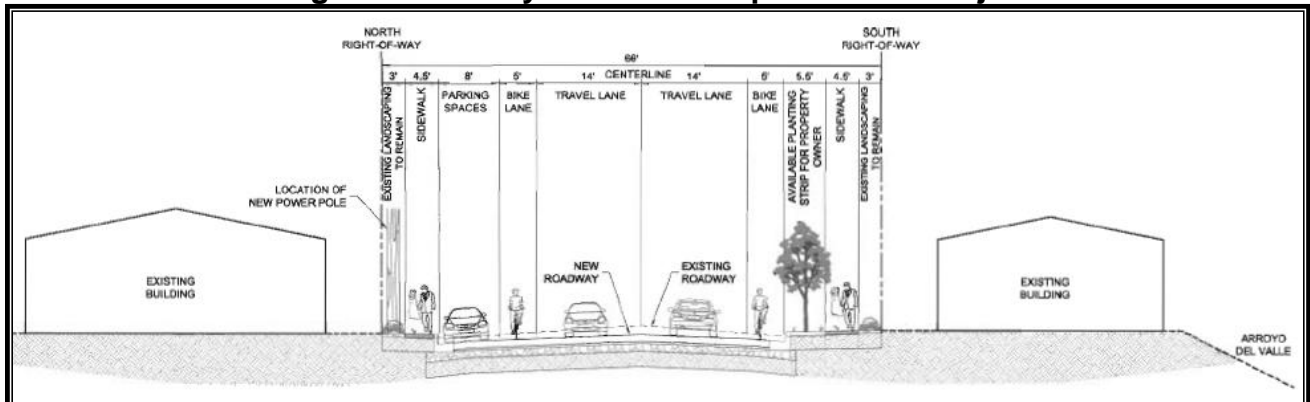 NORTH
RIGHT-OF-WAY
SOUTH
RIGHT-OF-WAY
66'
3' 4.5' 8' 5' 14' CENTERLINE 14' 5' 5.5' 4.5' 3'
EXISTING LANDSCAPING
TO REMAIN
SIDEWALK
PARKING
SPACES
BIKE
LANE
TRAVEL LANE
TRAVEL LANE
BIKE
LANE
AVAILABLE PLANTING
STRIP FOR PROPERTY
OWNER
SIDEWALK
EXISTING LANDSCAPING
TO REMAIN
LOCATION OF
NEW POWER POLE
NEW
ROADWAY
EXISTING
ROADWAY
EXISTING
BUILDING
EXISTING
BUILDING
ARROYO
DEL VALLE